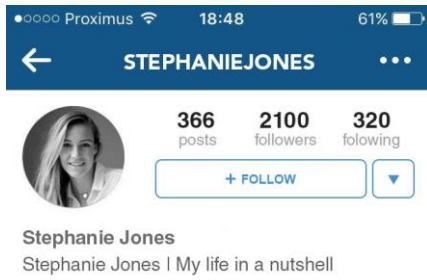 ●○○○○ Proximus 18:48 61%
STEPHANIEJONES
366 2100 320
posts followers folowing
+ FOLLOW
Stephanie Jones
Stephanie Jones I My life in a nutshell